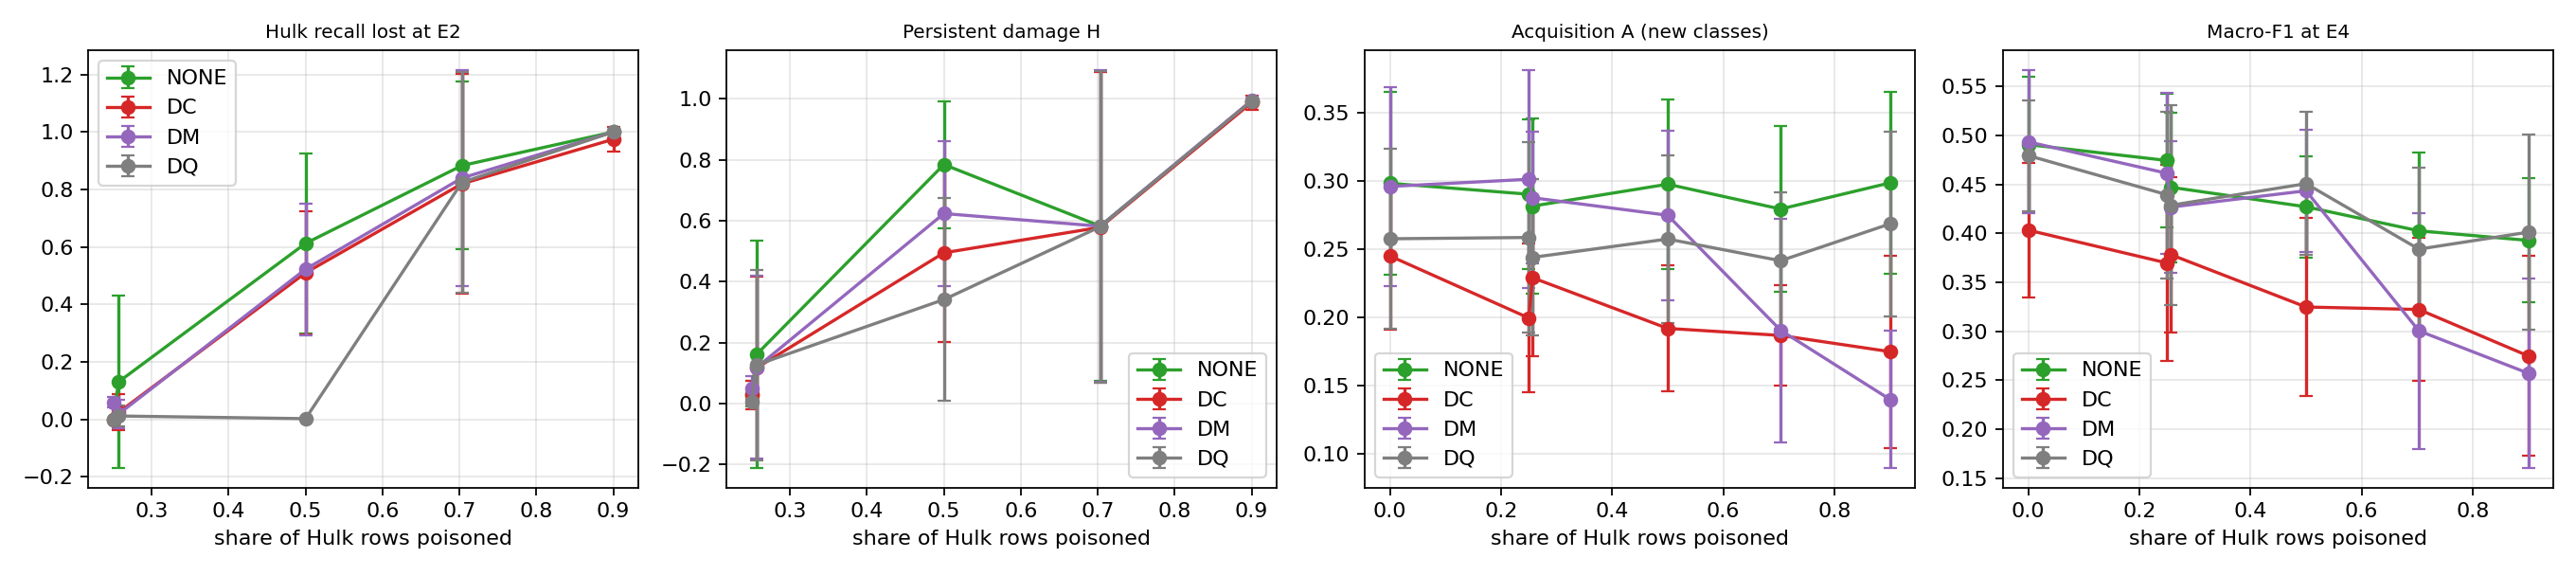 Hulk recall lost at E2
1.2
1.0
0.8
0.6
0.4
0.2
0.0
−0.2
NONE
DC
DM
DQ
0.3 0.4 0.5 0.6 0.7 0.8 0.9
share of Hulk rows poisoned
Persistent damage H
1.0
0.8
0.6
0.4
0.2
0.0
−0.2
NONE
DC
DM
DQ
0.3 0.4 0.5 0.6 0.7 0.8 0.9
share of Hulk rows poisoned
Acquisition A (new classes)
0.35
0.30
0.25
0.20
0.15
0.10
NONE
DC
DM
DQ
0.0 0.2 0.4 0.6 0.8
share of Hulk rows poisoned
Macro-F1 at E4
0.55
0.50
0.45
0.40
0.35
0.30
0.25
0.20
0.15
NONE
DC
DM
DQ
0.0 0.2 0.4 0.6 0.8
share of Hulk rows poisoned